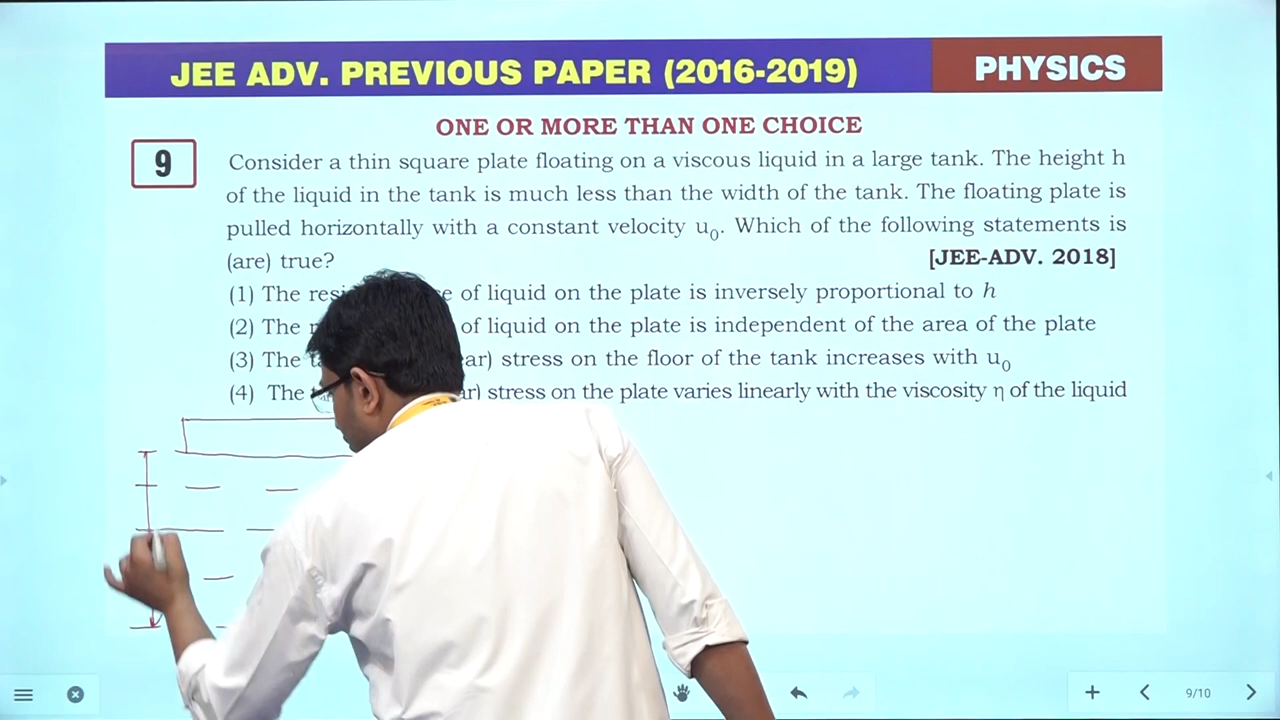 JEE ADV. PREVIOUS PAPER (2016-2019)
PHYSICS
ONE OR MORE THAN ONE CHOICE
9
Consider a thin square plate floating on a viscous liquid in a large tank. The height h
of the liquid in the tank is much less than the width of the tank. The floating plate is
pulled horizontally with a constant velocity u₀. Which of the following statements is
(are) true?
[JEE-ADV. 2018]
(1) The of liquid on the plate is inversely proportional to h
(2) The of liquid on the plate is independent of the area of the plate
(3) The stress on the floor of the tank increases with u₀
(4) The stress on the plate varies linearly with the viscosity η of the liquid
9/10